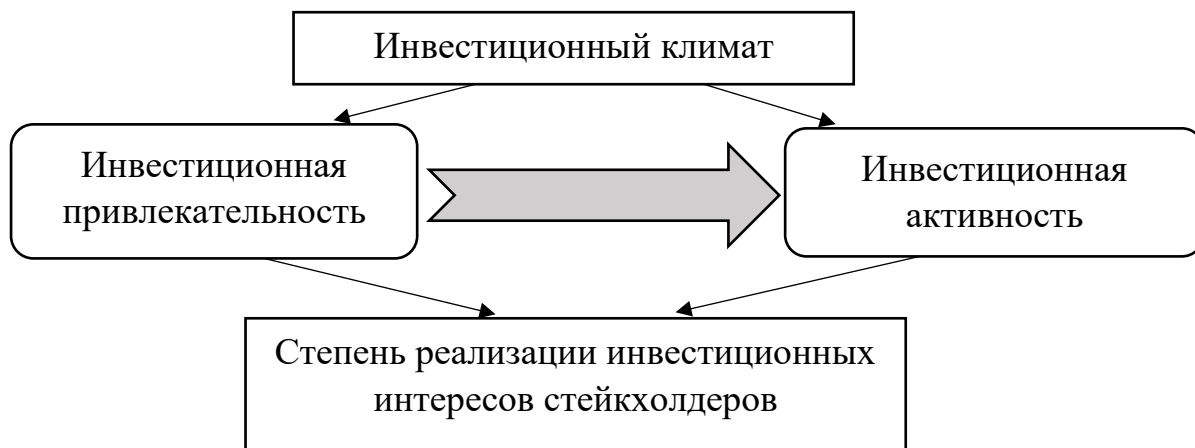 Инвестиционный климат
Инвестиционная
привлекательность
Инвестиционная
активность
Степень реализации инвестиционных
интересов стейкхолдеров